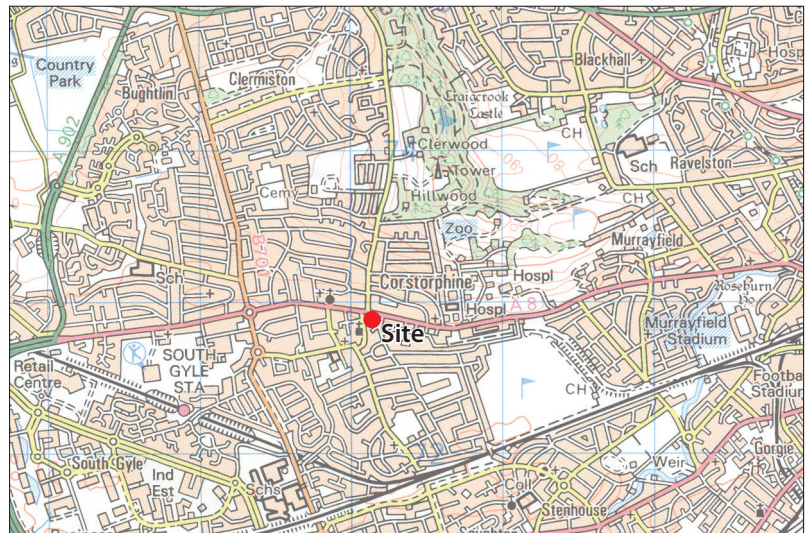 Country
Park
Bughtlin
Clermiston
Blackhall
Craigcrook
Castle
CH
Clerwood
Tower
Hillwood
Sch
Ravelston
CH
A 902
Cemy
Zoo
Murrayfield
B701
Corstorphine
Hospl
Sch
Hospl
A 8
Roseburn
Murrayfield
Stadium
Site
SOUTH
GYLE
STA
Retail
Centre
CH
Footba
Stadiur
South Gyle
Ind
Est
Schs
Weir
Gorgie
Coll
Stenhouse